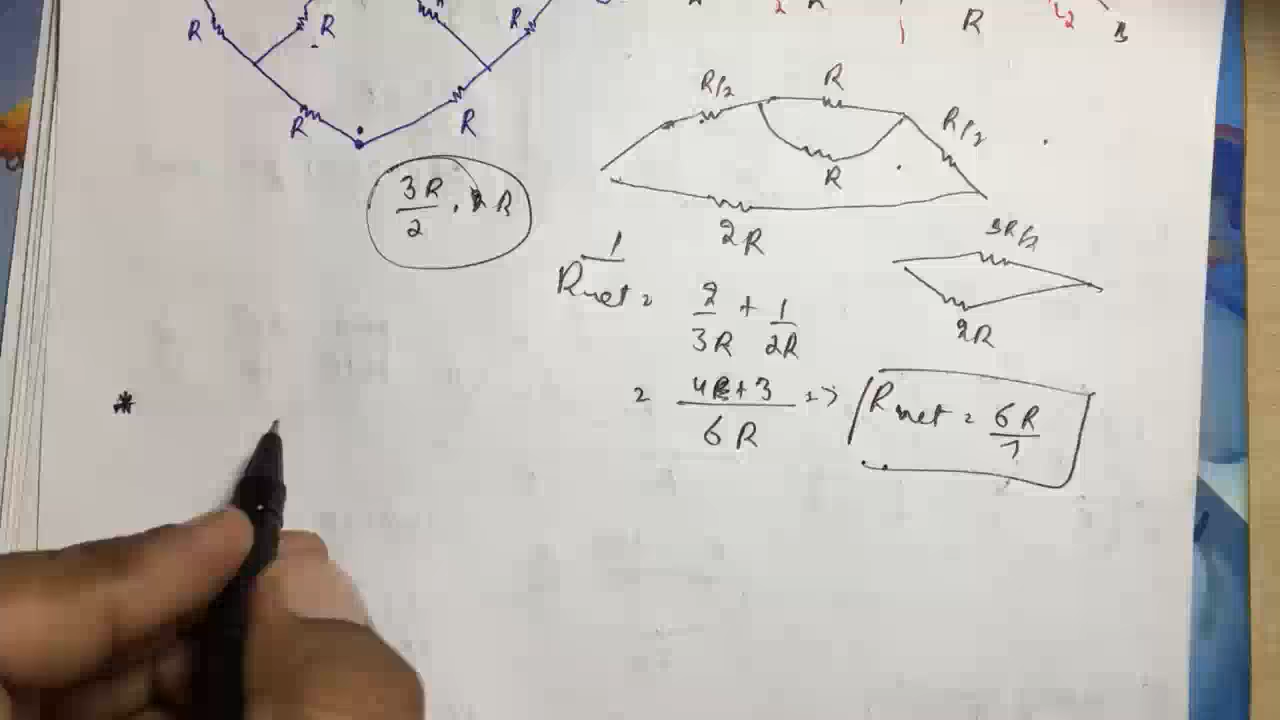 R R R R
R R
R/2 R R/2
R
2R
3R/2 , R
3R/2
2R
1/Rnet = 2/3R + 1/2R
= 4+3/6R => Rnet = 6R/7
*
R
B